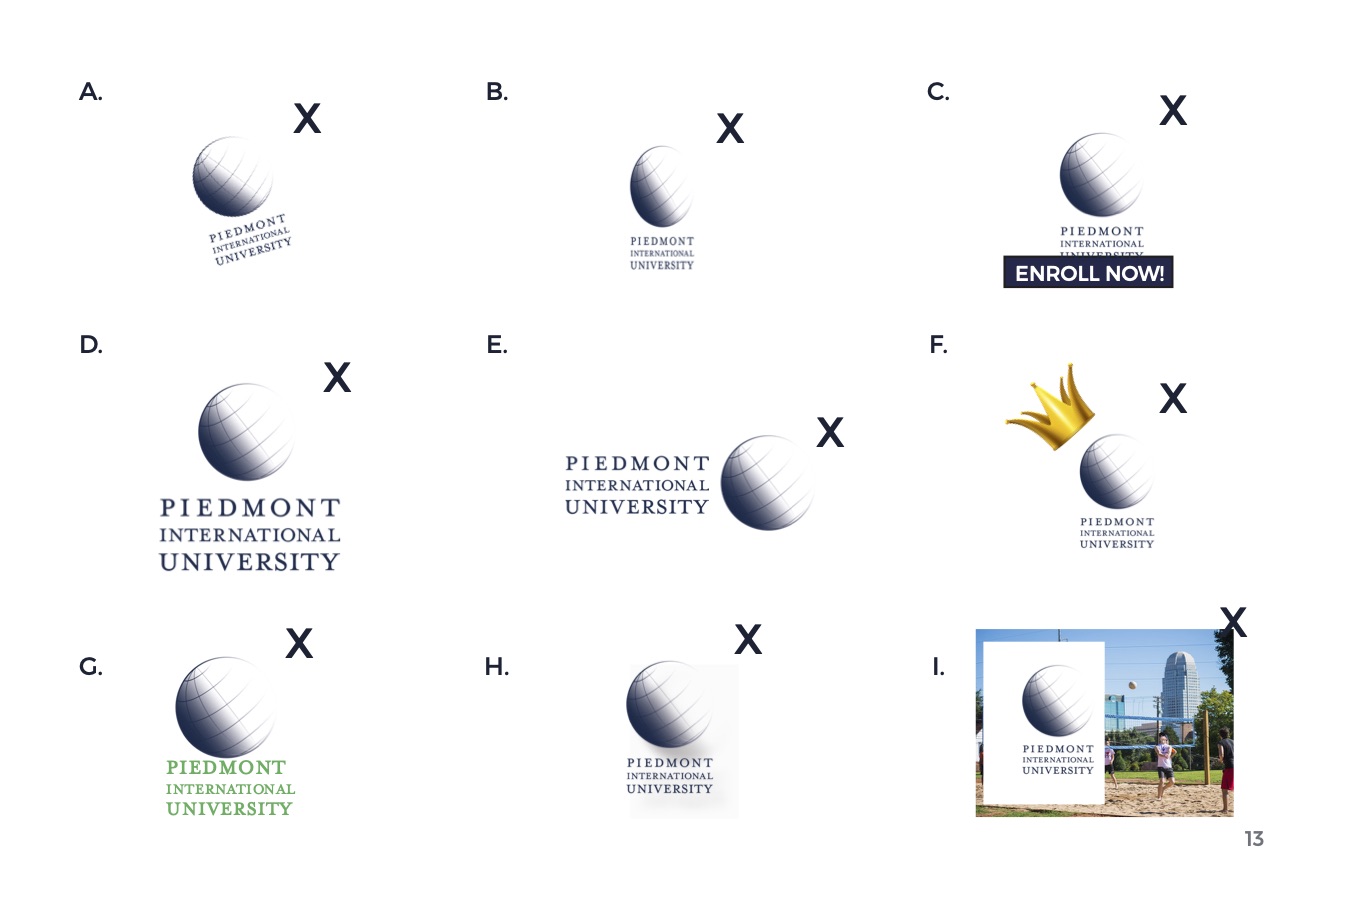 A.
X
PIEDMONT
INTERNATIONAL
UNIVERSITY
B.
X
PIEDMONT
INTERNATIONAL
UNIVERSITY
C.
X
PIEDMONT
INTERNATIONAL
UNIVERSITY
ENROLL NOW!
D.
X
PIEDMONT
INTERNATIONAL
UNIVERSITY
E.
X
PIEDMONT
INTERNATIONAL
UNIVERSITY
F.
X
PIEDMONT
INTERNATIONAL
UNIVERSITY
G.
X
PIEDMONT
INTERNATIONAL
UNIVERSITY
H.
X
PIEDMONT
INTERNATIONAL
UNIVERSITY
I.
X
PIEDMONT
INTERNATIONAL
UNIVERSITY
13